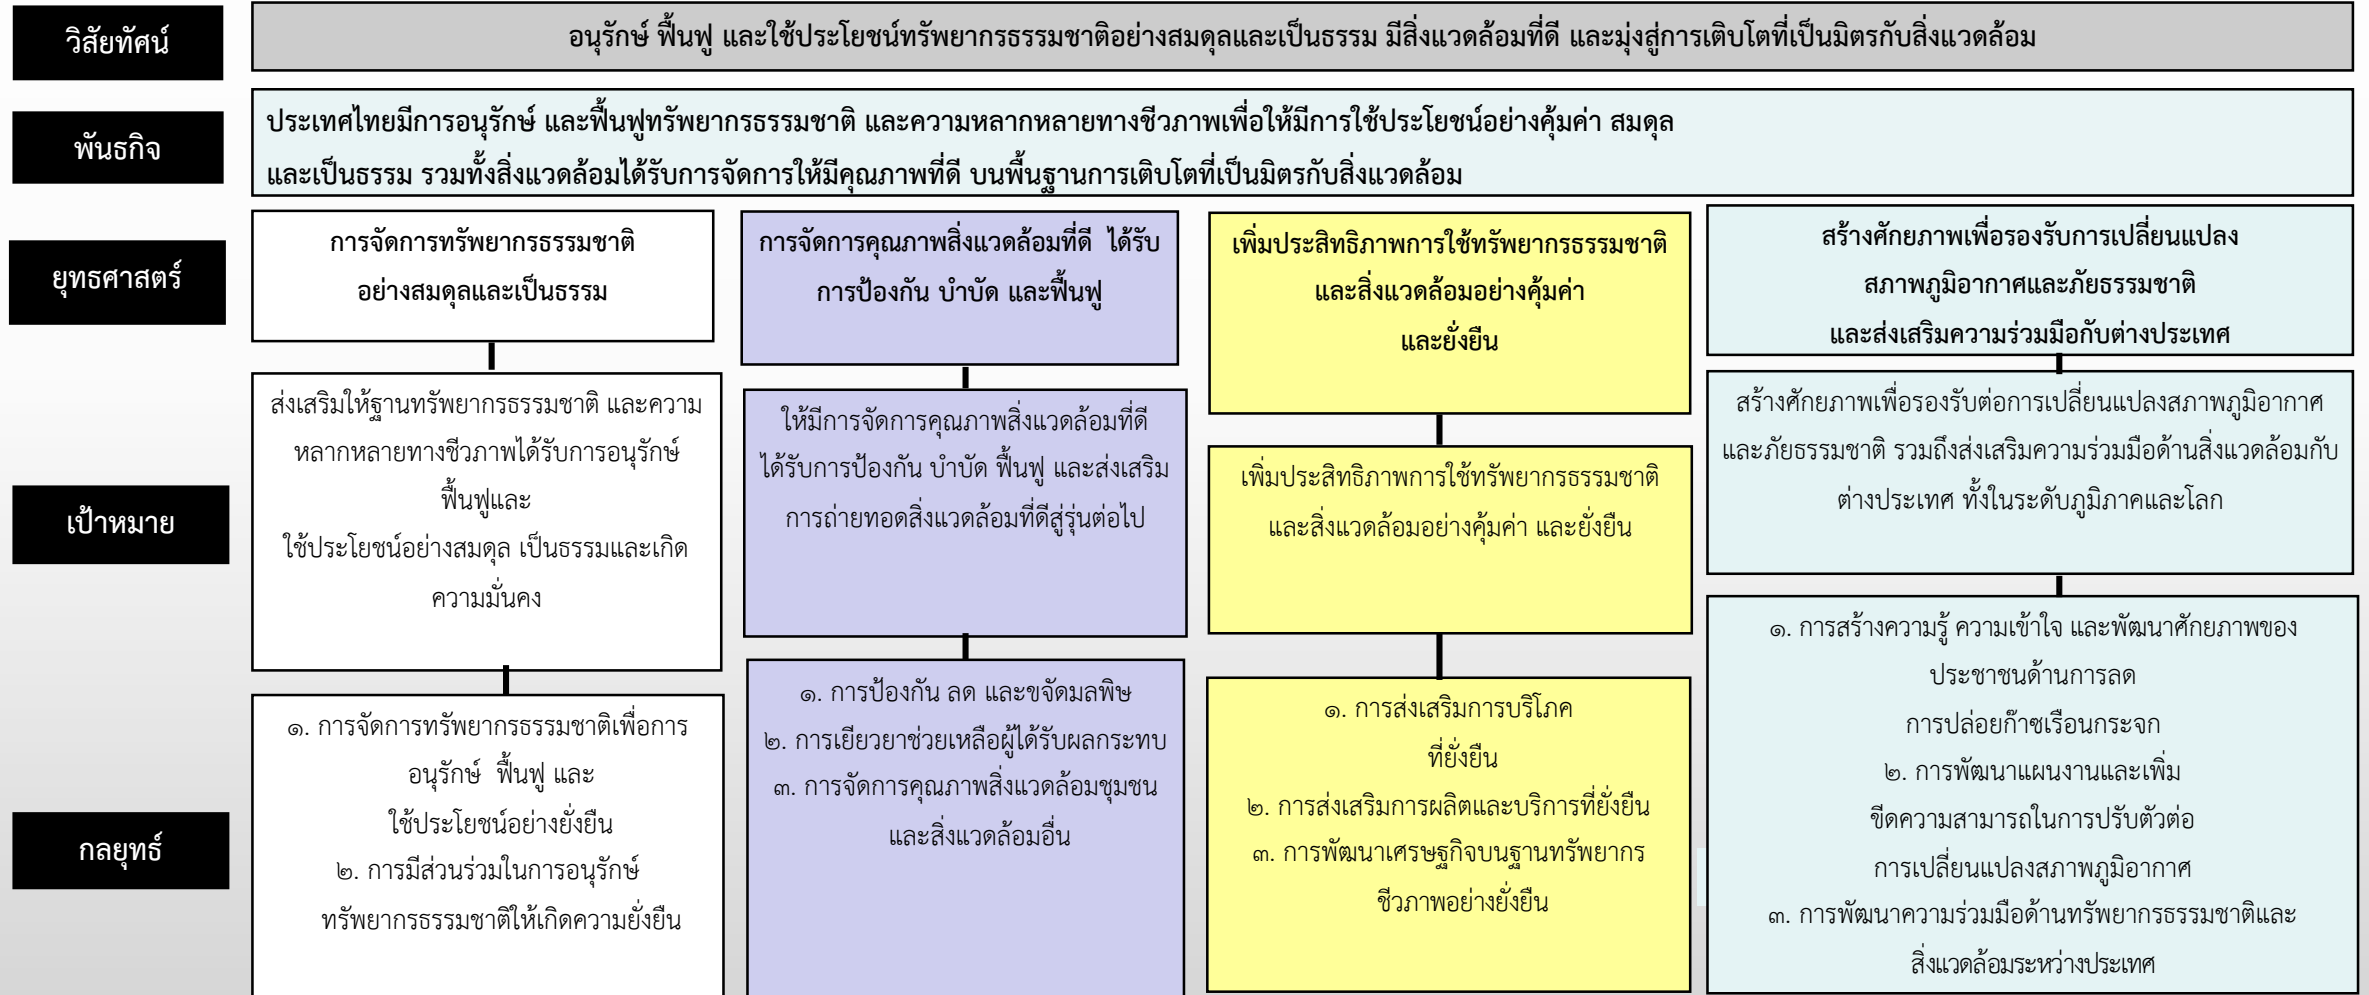 วิสัยทัศน์
อนุรักษ์ ฟื้นฟู และใช้ประโยชน์ทรัพยากรธรรมชาติอย่างสมดุลและเป็นธรรม มีสิ่งแวดล้อมที่ดี และมุ่งสู่การเติบโตที่เป็นมิตรกับสิ่งแวดล้อม
พันธกิจ
ประเทศไทยมีการอนุรักษ์ และฟื้นฟูทรัพยากรธรรมชาติ และความหลากหลายทางชีวภาพเพื่อให้มีการใช้ประโยชน์อย่างคุ้มค่า สมดุล
และเป็นธรรม รวมทั้งสิ่งแวดล้อมได้รับการจัดการให้มีคุณภาพที่ดี บนพื้นฐานการเติบโตที่เป็นมิตรกับสิ่งแวดล้อม
ยุทธศาสตร์
การจัดการทรัพยากรธรรมชาติ
อย่างสมดุลและเป็นธรรม
การจัดการคุณภาพสิ่งแวดล้อมที่ดี ได้รับ
การป้องกัน บำบัด และฟื้นฟู
เพิ่มประสิทธิภาพการใช้ทรัพยากรธรรมชาติ
และสิ่งแวดล้อมอย่างคุ้มค่า
และยั่งยืน
สร้างศักยภาพเพื่อรองรับการเปลี่ยนแปลง
สภาพภูมิอากาศและภัยธรรมชาติ
และส่งเสริมความร่วมมือกับต่างประเทศ
เป้าหมาย
ส่งเสริมให้ฐานทรัพยากรธรรมชาติ และความ
หลากหลายทางชีวภาพได้รับการอนุรักษ์
ฟื้นฟูและ
ใช้ประโยชน์อย่างสมดุล เป็นธรรมและเกิด
ความมั่นคง
ให้มีการจัดการคุณภาพสิ่งแวดล้อมที่ดี
ได้รับการป้องกัน บำบัด ฟื้นฟู และส่งเสริม
การถ่ายทอดสิ่งแวดล้อมที่ดีสู่รุ่นต่อไป
เพิ่มประสิทธิภาพการใช้ทรัพยากรธรรมชาติ
และสิ่งแวดล้อมอย่างคุ้มค่า และยั่งยืน
สร้างศักยภาพเพื่อรองรับต่อการเปลี่ยนแปลงสภาพภูมิอากาศ
และภัยธรรมชาติ รวมถึงส่งเสริมความร่วมมือด้านสิ่งแวดล้อมกับ
ต่างประเทศ ทั้งในระดับภูมิภาคและโลก
กลยุทธ์
๑. การจัดการทรัพยากรธรรมชาติเพื่อการ
อนุรักษ์ ฟื้นฟู และ
ใช้ประโยชน์อย่างยั่งยืน
๒. การมีส่วนร่วมในการอนุรักษ์
ทรัพยากรธรรมชาติให้เกิดความยั่งยืน
๑. การป้องกัน ลด และขจัดมลพิษ
๒. การเยียวยาช่วยเหลือผู้ได้รับผลกระทบ
๓. การจัดการคุณภาพสิ่งแวดล้อมชุมชน
และสิ่งแวดล้อมอื่น
๑. การส่งเสริมการบริโภค
ที่ยั่งยืน
๒. การส่งเสริมการผลิตและบริการที่ยั่งยืน
๓. การพัฒนาเศรษฐกิจบนฐานทรัพยากร
ชีวภาพอย่างยั่งยืน
๑. การสร้างความรู้ ความเข้าใจ และพัฒนาศักยภาพของ
ประชาชนด้านการลด
การปล่อยก๊าซเรือนกระจก
๒. การพัฒนาแผนงานและเพิ่ม
ขีดความสามารถในการปรับตัวต่อ
การเปลี่ยนแปลงสภาพภูมิอากาศ
๓. การพัฒนาความร่วมมือด้านทรัพยากรธรรมชาติและ
สิ่งแวดล้อมระหว่างประเทศ